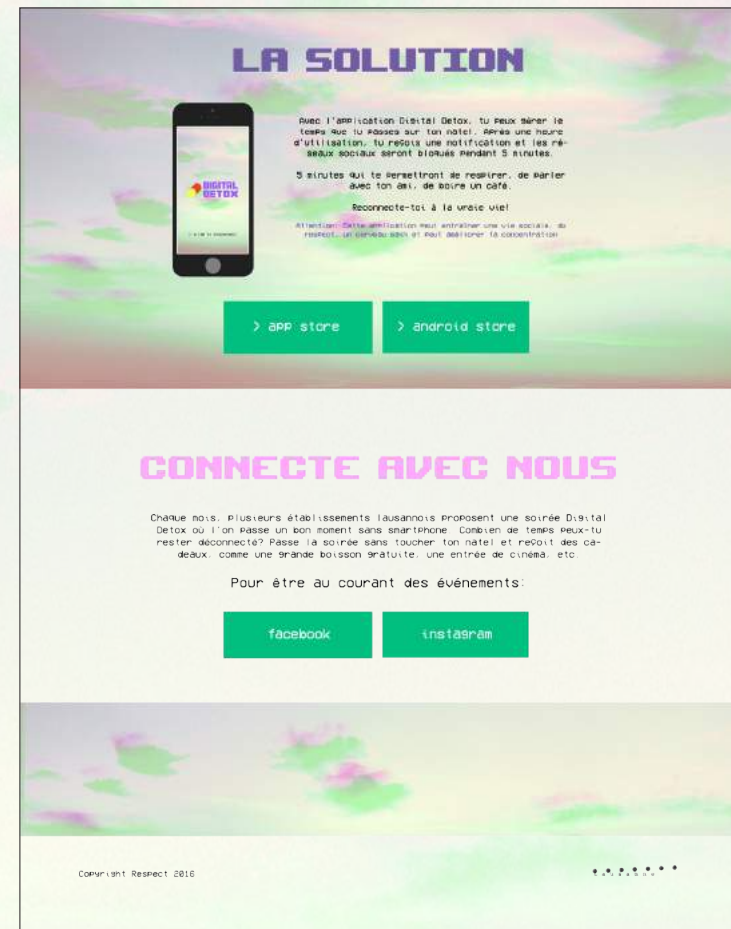 LA SOLUTION
Avec l'application Digital Detox, tu peux gérer le
temps que tu passes sur ton natel. Après une heure
d'utilisation, tu reçois une notification et les ré-
seaux sociaux seront bloqués pendant 5 minutes.
5 minutes qui te permettront de respirer, de parler
avec ton ami, de boire un café.
Reconnecte-toi à la vraie vie!
Attention: Cette application peut entraîner une vie sociale, du
respect, un cerveau sain et peut améliorer la concentration
DIGITAL
DETOX
> app store
> android store
CONNECTE AVEC NOUS
Chaque mois, plusieurs établissements lausannois proposent une soirée Digital
Detox où l'on passe un bon moment sans smartphone. Combien de temps peux-tu
rester déconnecté? Passe la soirée sans toucher ton natel et reçoit des ca-
deaux, comme une grande boisson gratuite, une entrée de cinéma, etc.
Pour être au courant des événements:
facebook
instagram
Copyright Respect 2016